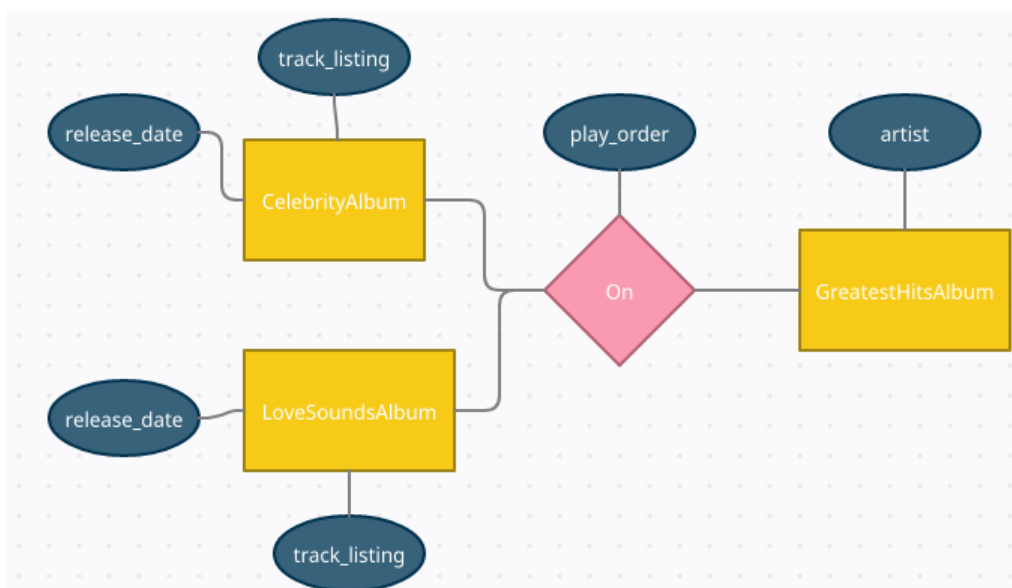 track_listing
release_date
play_order
artist
CelebrityAlbum
On
GreatestHitsAlbum
release_date
LoveSoundsAlbum
track_listing